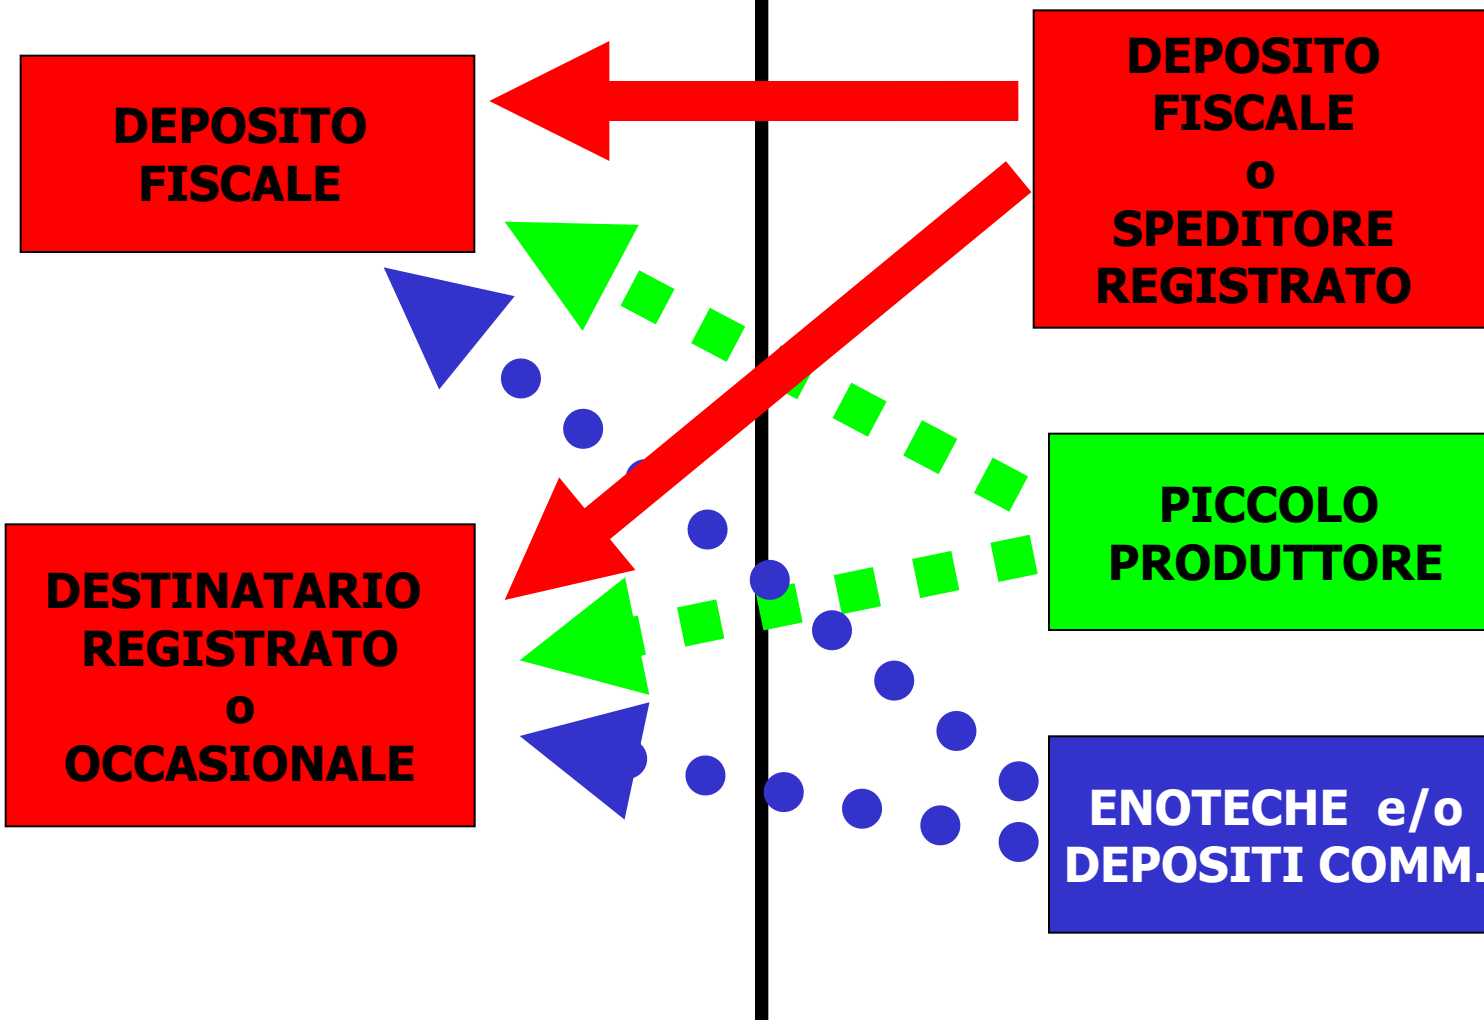 DEPOSITO
FISCALE
DEPOSITO
FISCALE
o
SPEDITORE
REGISTRATO
PICCOLO
PRODUTTORE
DESTINATARIO
REGISTRATO
o
OCCASIONALE
ENOTECHE e/o
DEPOSITI COMM.